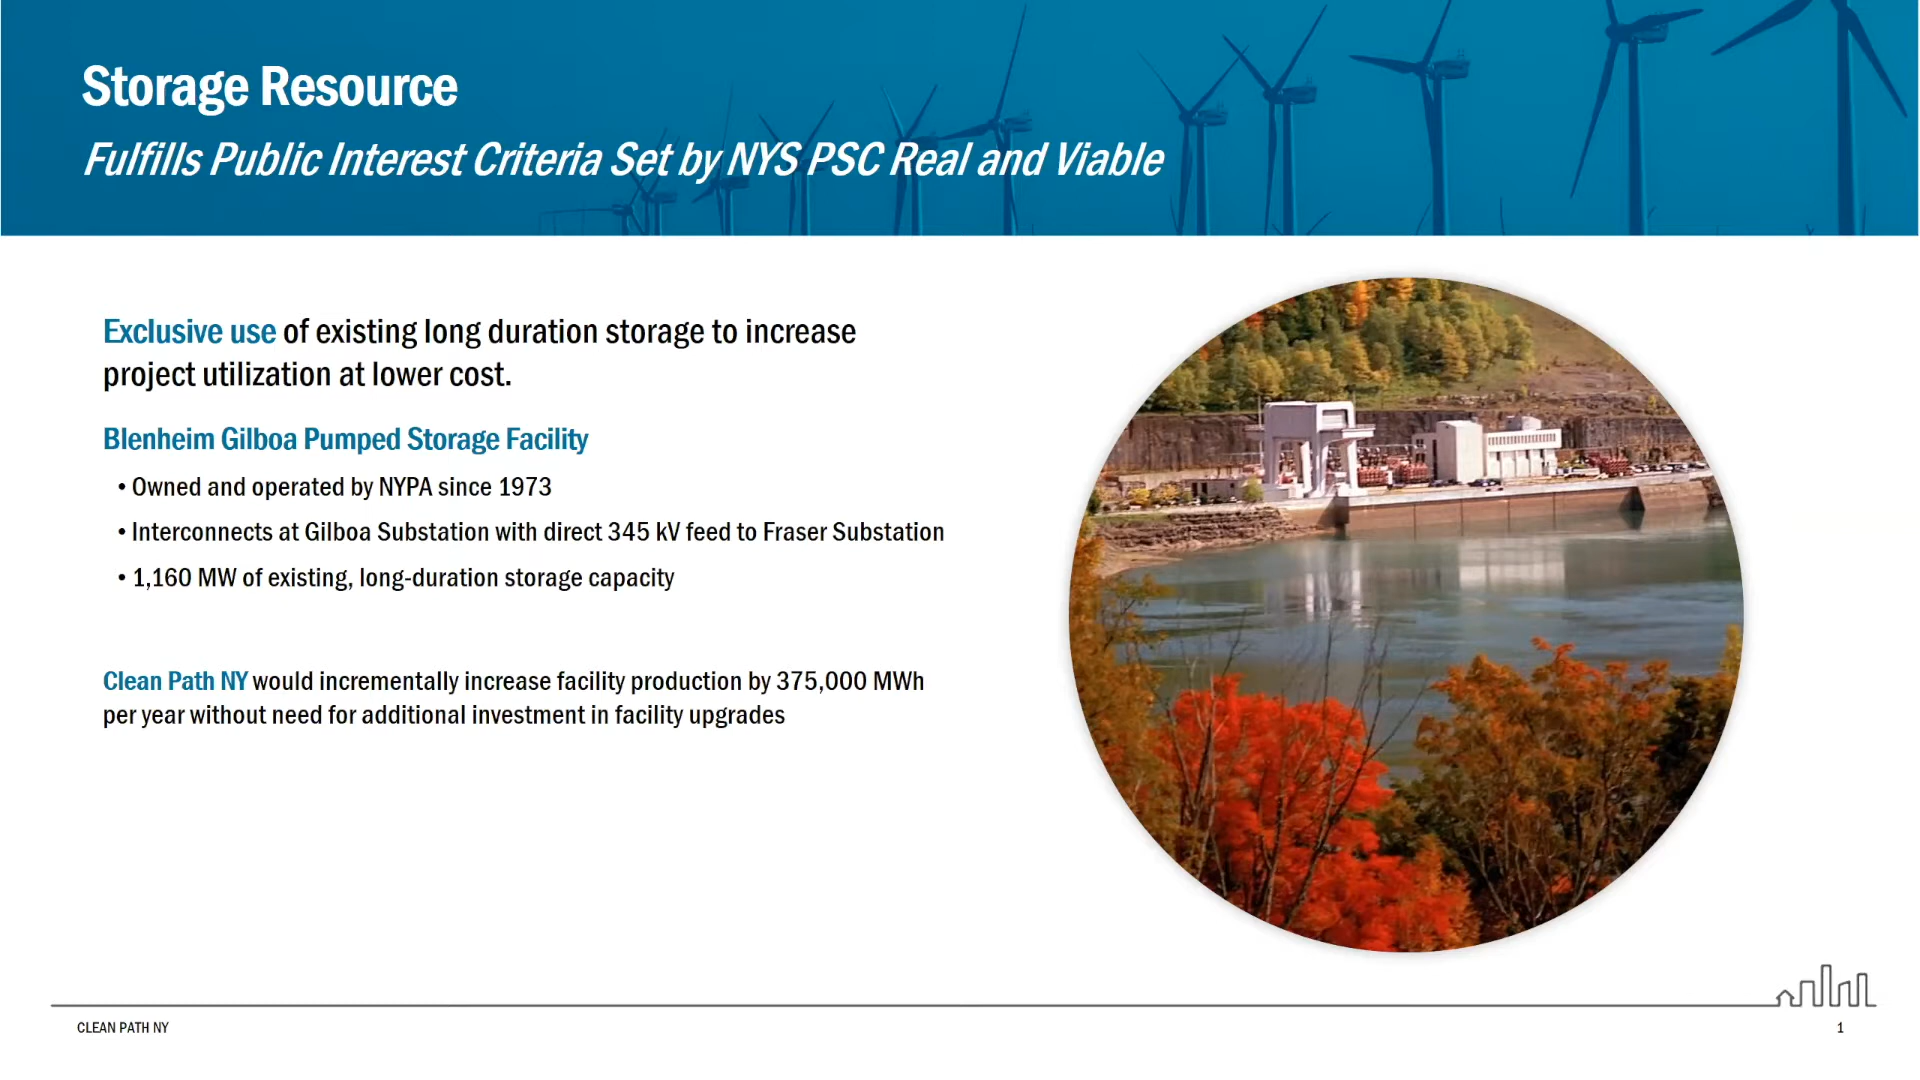 Storage Resource
Fulfills Public Interest Criteria Set by NYS PSC Real and Viable
Exclusive use of existing long duration storage to increase
project utilization at lower cost.
Blenheim Gilboa Pumped Storage Facility
• Owned and operated by NYPA since 1973
• Interconnects at Gilboa Substation with direct 345 kV feed to Fraser Substation
• 1,160 MW of existing, long-duration storage capacity
Clean Path NY would incrementally increase facility production by 375,000 MWh
per year without need for additional investment in facility upgrades
CLEAN PATH NY
1